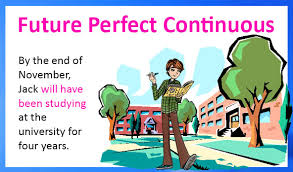 Future Perfect Continuous
By the end of
November,
Jack will have
been studying
at the
university for
four years.